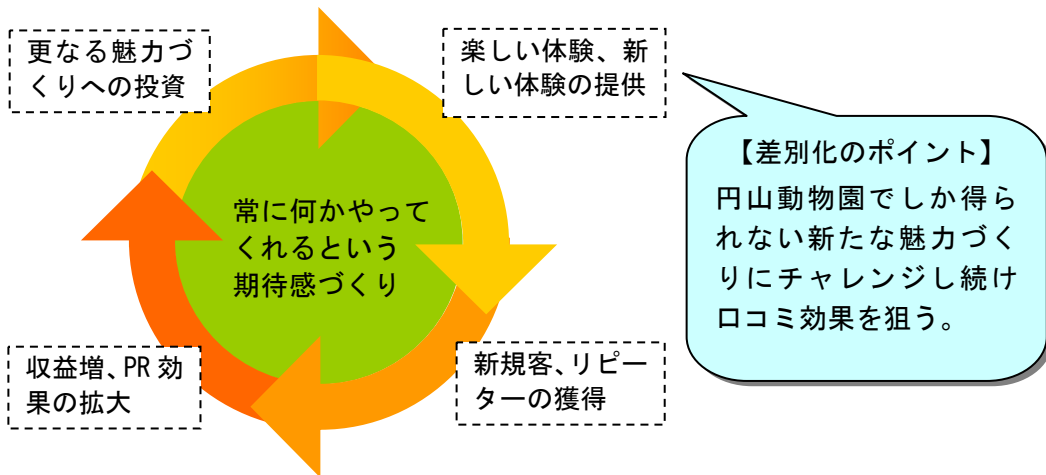 更なる魅力づ
くりへの投資
楽しい体験、新
しい体験の提供
【差別化のポイント】
円山動物園でしか得ら
れない新たな魅力づく
りにチャレンジし続け
口コミ効果を狙う。
常に何かやって
くれるという
期待感づくり
収益増、PR 効
果の拡大
新規客、リピー
ターの獲得